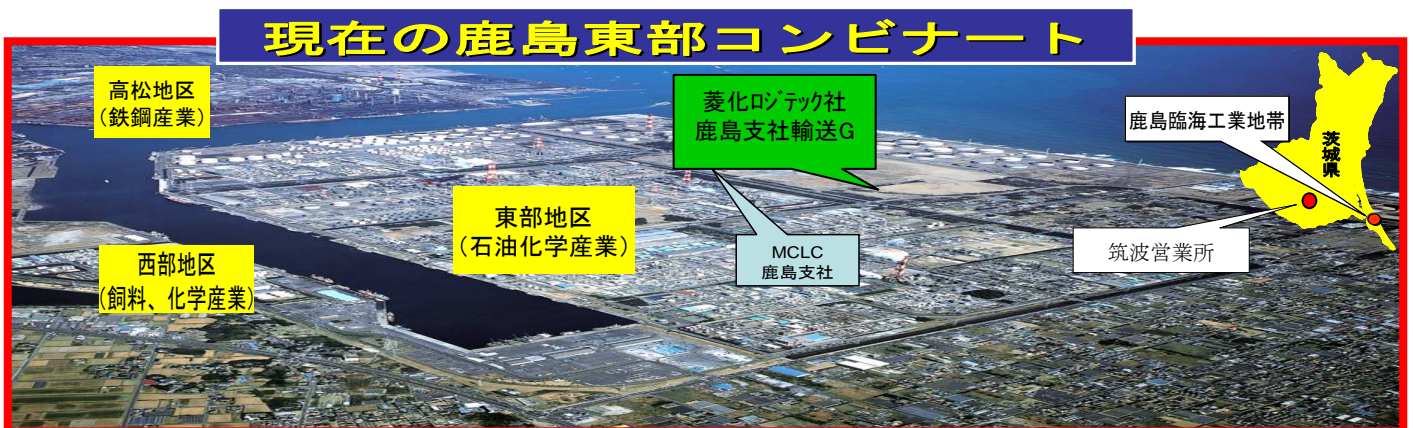 現在の鹿島東部コンビナート
高松地区
(鉄鋼産業)
菱化ﾛｼﾞﾃｯｸ社
鹿島支社輸送G
鹿島臨海工業地帯
茨城県
東部地区
(石油化学産業)
MCLC
鹿島支社
筑波営業所
西部地区
(飼料、化学産業)